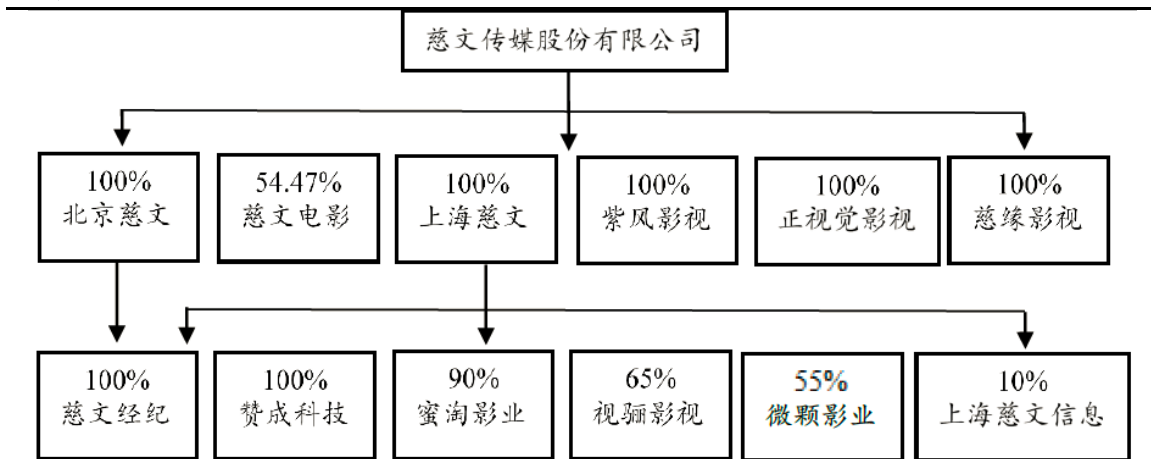 慈文传媒股份有限公司
100%
北京慈文
54.47%
慈文电影
100%
上海慈文
100%
紫风影视
100%
正视觉影视
100%
慈缘影视
100%
慈文经纪
100%
赞成科技
90%
蜜淘影业
65%
视骊影视
55%
微颗影业
10%
上海慈文信息